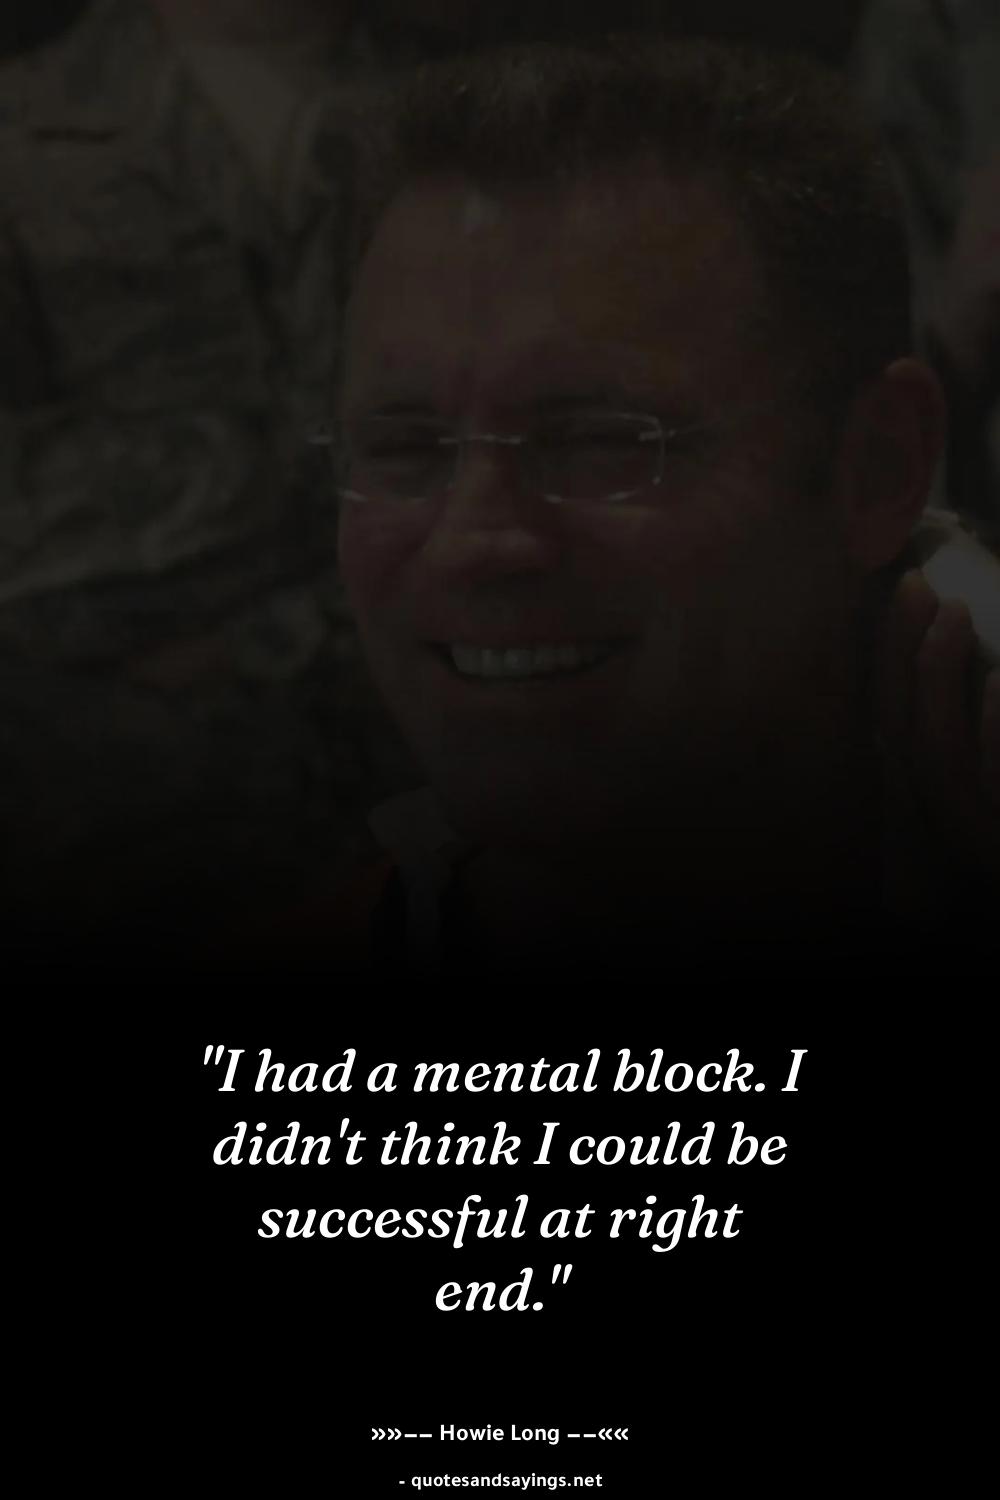 "I had a mental block. I
didn't think I could be
successful at right
end."
»»−− Howie Long −−««
- quotesandsayings.net